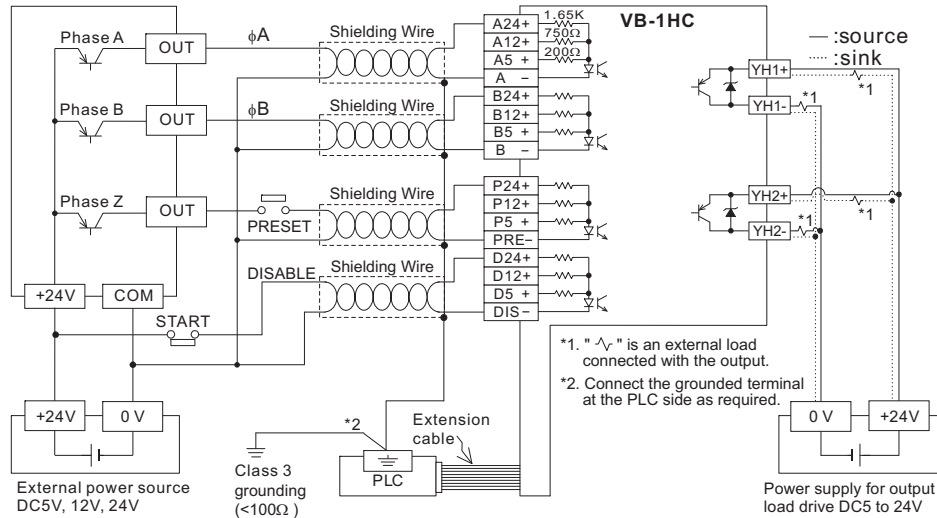 Phase A
OUT
ϕA
Shielding Wire
A24+
1.65K
A12+
750Ω
A5 +
200Ω
A −
VB-1HC
— :source
······ :sink
YH1+
*1
YH1-
*1
Phase B
OUT
ϕB
Shielding Wire
B24+
B12+
B5 +
B −
Phase Z
OUT
PRESET
Shielding Wire
P24+
P12+
P5 +
PRE−
YH2+
*1
YH2-
*1
DISABLE
Shielding Wire
D24+
D12+
D5 +
DIS−
+24V
COM
START
*1. " " is an external load
connected with the output.
*2. Connect the grounded terminal
at the PLC side as required.
+24V
0 V
External power source
DC5V, 12V, 24V
*2
Class 3
grounding
(<100Ω )
PLC
Extension
cable
0 V
+24V
Power supply for output
load drive DC5 to 24V